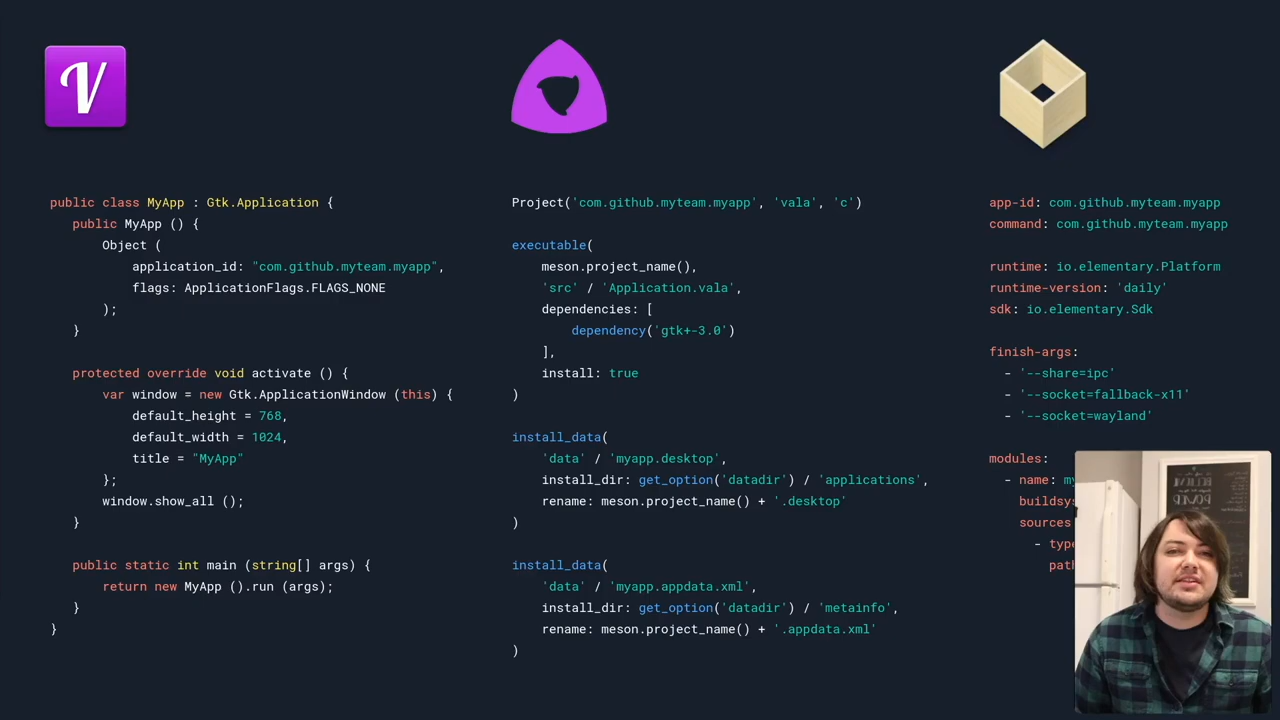 V
public class MyApp : Gtk.Application {
public MyApp () {
Object (
application_id: "com.github.myteam.myapp",
flags: ApplicationFlags.FLAGS_NONE
);
}
protected override void activate () {
var window = new Gtk.ApplicationWindow (this) {
default_height = 768,
default_width = 1024,
title = "MyApp"
};
window.show_all ();
}
public static int main (string[] args) {
return new MyApp ().run (args);
}
}
Project('com.github.myteam.myapp', 'vala', 'c')
executable(
meson.project_name(),
'src' / 'Application.vala',
dependencies: [
dependency('gtk+-3.0')
],
install: true
)
install_data(
'data' / 'myapp.desktop',
install_dir: get_option('datadir') / 'applications',
rename: meson.project_name() + '.desktop'
)
install_data(
'data' / 'myapp.appdata.xml',
install_dir: get_option('datadir') / 'metainfo',
rename: meson.project_name() + '.appdata.xml'
)
app-id: com.github.myteam.myapp
command: com.github.myteam.myapp
runtime: io.elementary.Platform
runtime-version: 'daily'
sdk: io.elementary.Sdk
finish-args:
- '--share=ipc'
- '--socket=fallback-x11'
- '--socket=wayland'
modules:
- name: my
buildsys
sources
- type
path